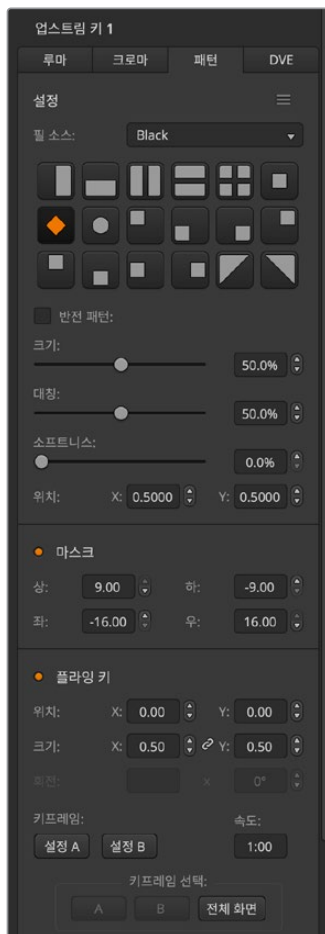 업스트림 키 1
루마 크로마 패턴 DVE
설정
필 소스: Black
반전 패턴:
크기:
50.0%
대칭:
50.0%
소프트니스:
0.0%
위치: X: 0.5000 Y: 0.5000
마스크
상: 9.00 하: -9.00
좌: -16.00 우: 16.00
플라잉 키
위치: X: 0.00 Y: 0.00
크기: X: 0.50 Y: 0.50
회전: x 0°
키프레임: 속도:
설정 A 설정 B 1:00
키프레임 선택:
A B 전체 화면